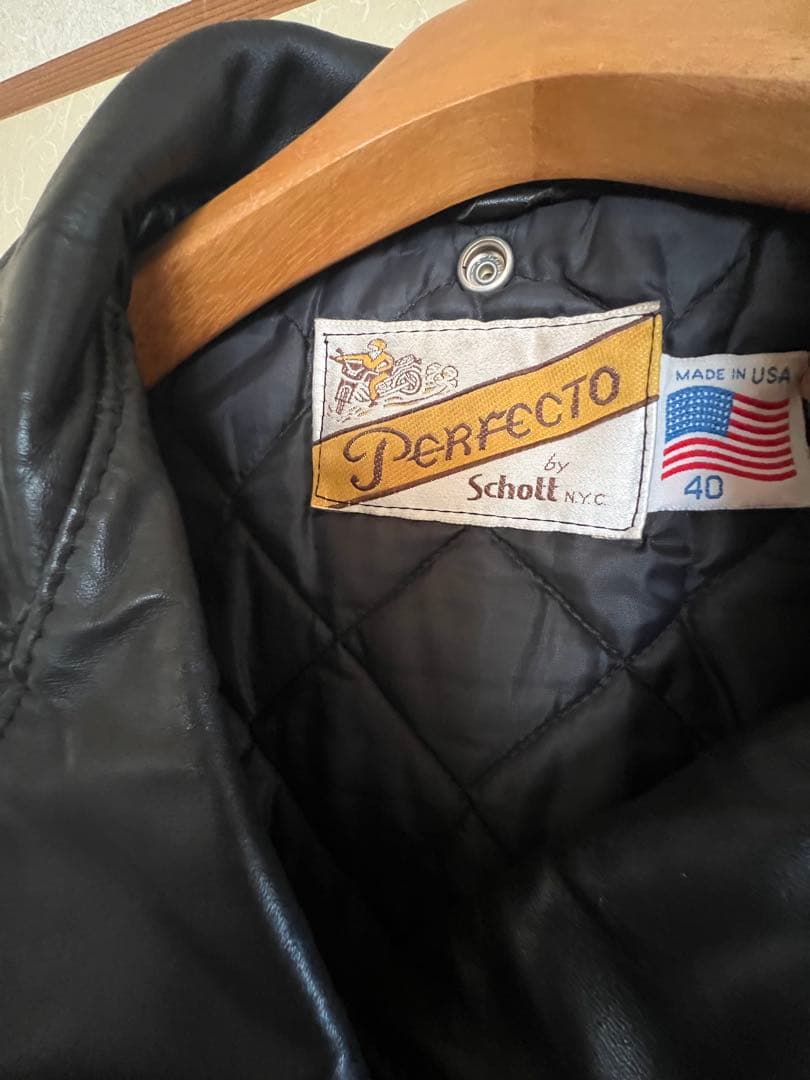 PERFECTO
by
Schott N.Y.C.
MADE IN USA
40